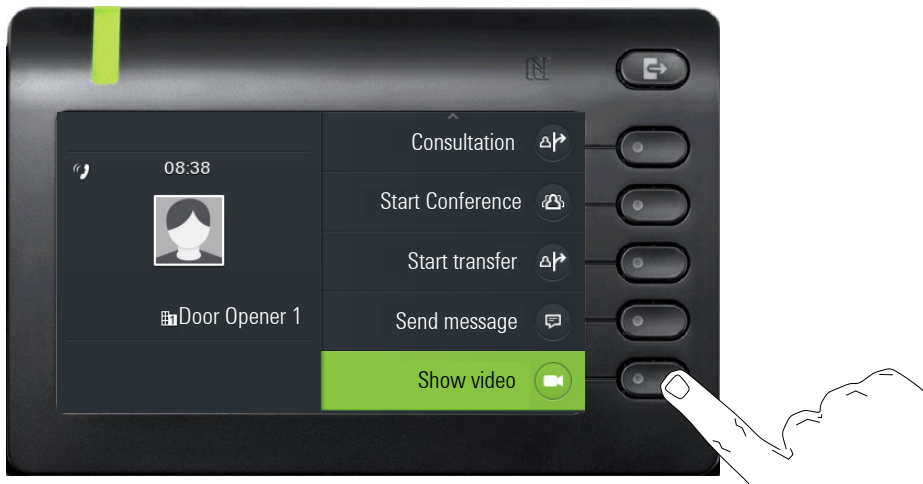 Consultation
08:38
Start Conference
Start transfer
Door Opener 1
Send message
Show video